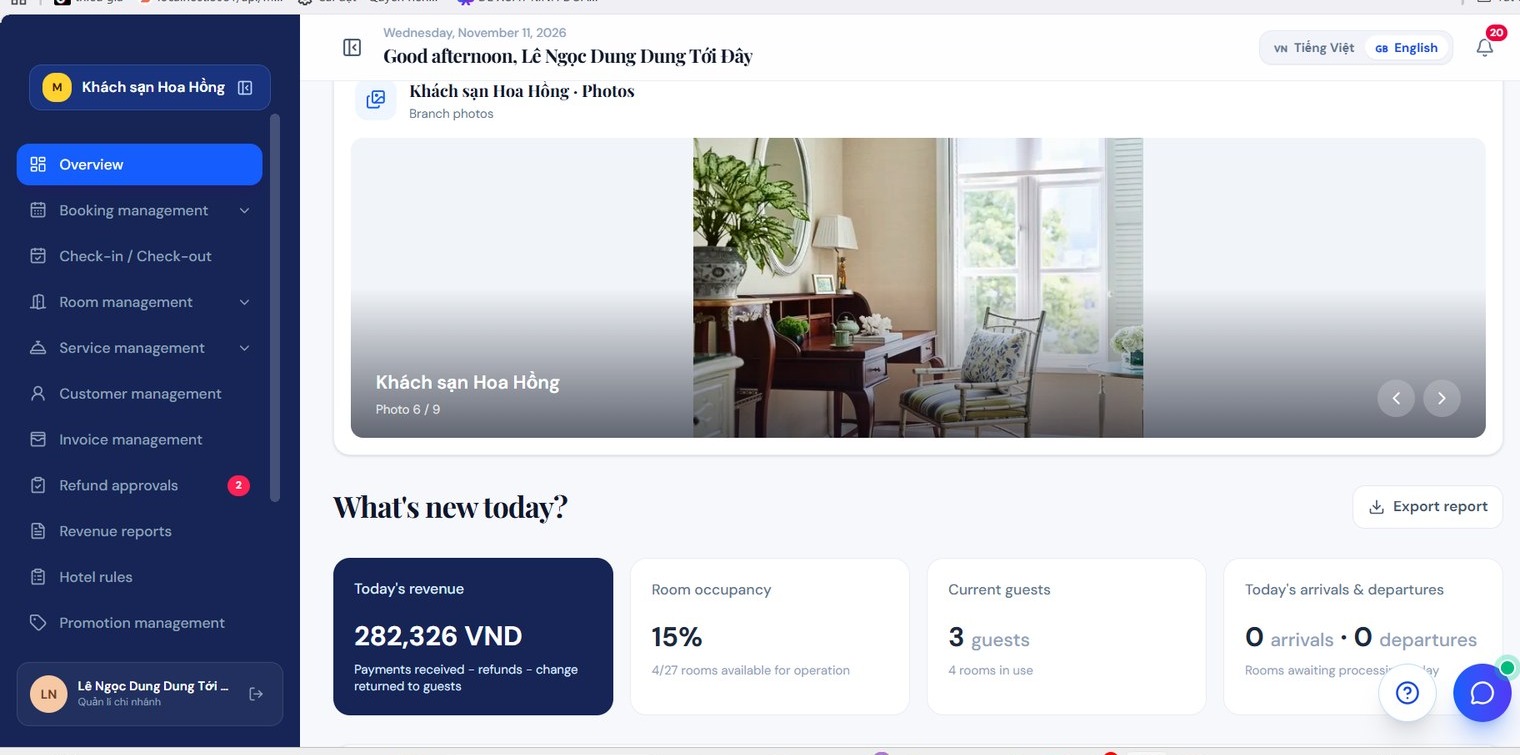 Wednesday, November 11, 2026
Good afternoon, Lê Ngọc Dung Dung Tới Đây
VN Tiếng Việt GB English
20
M Khách sạn Hoa Hồng
Overview
Booking management
Check-in / Check-out
Room management
Service management
Customer management
Invoice management
Refund approvals 2
Revenue reports
Hotel rules
Promotion management
LN
Lê Ngọc Dung Dung Tới ...
Quản lí chi nhánh
Khách sạn Hoa Hồng · Photos
Branch photos
Khách sạn Hoa Hồng
Photo 6 / 9
What's new today?
Export report
Today's revenue
282,326 VND
Payments received - refunds - change
returned to guests
Room occupancy
15%
4/27 rooms available for operation
Current guests
3 guests
4 rooms in use
Today's arrivals & departures
0 arrivals · 0 departures
Rooms awaiting